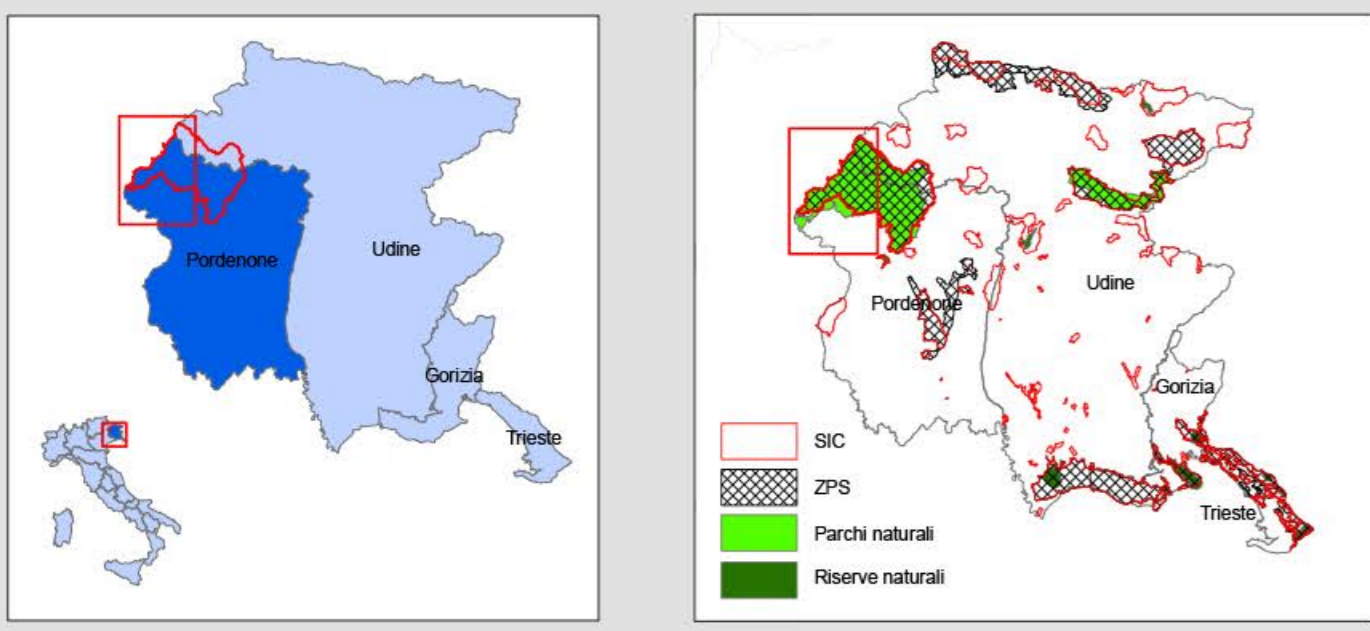 Pordenone
Udine
Gorizia
Trieste
Pordenone
Udine
Gorizia
Trieste
SIC
ZPS
Parchi naturali
Riserve naturali